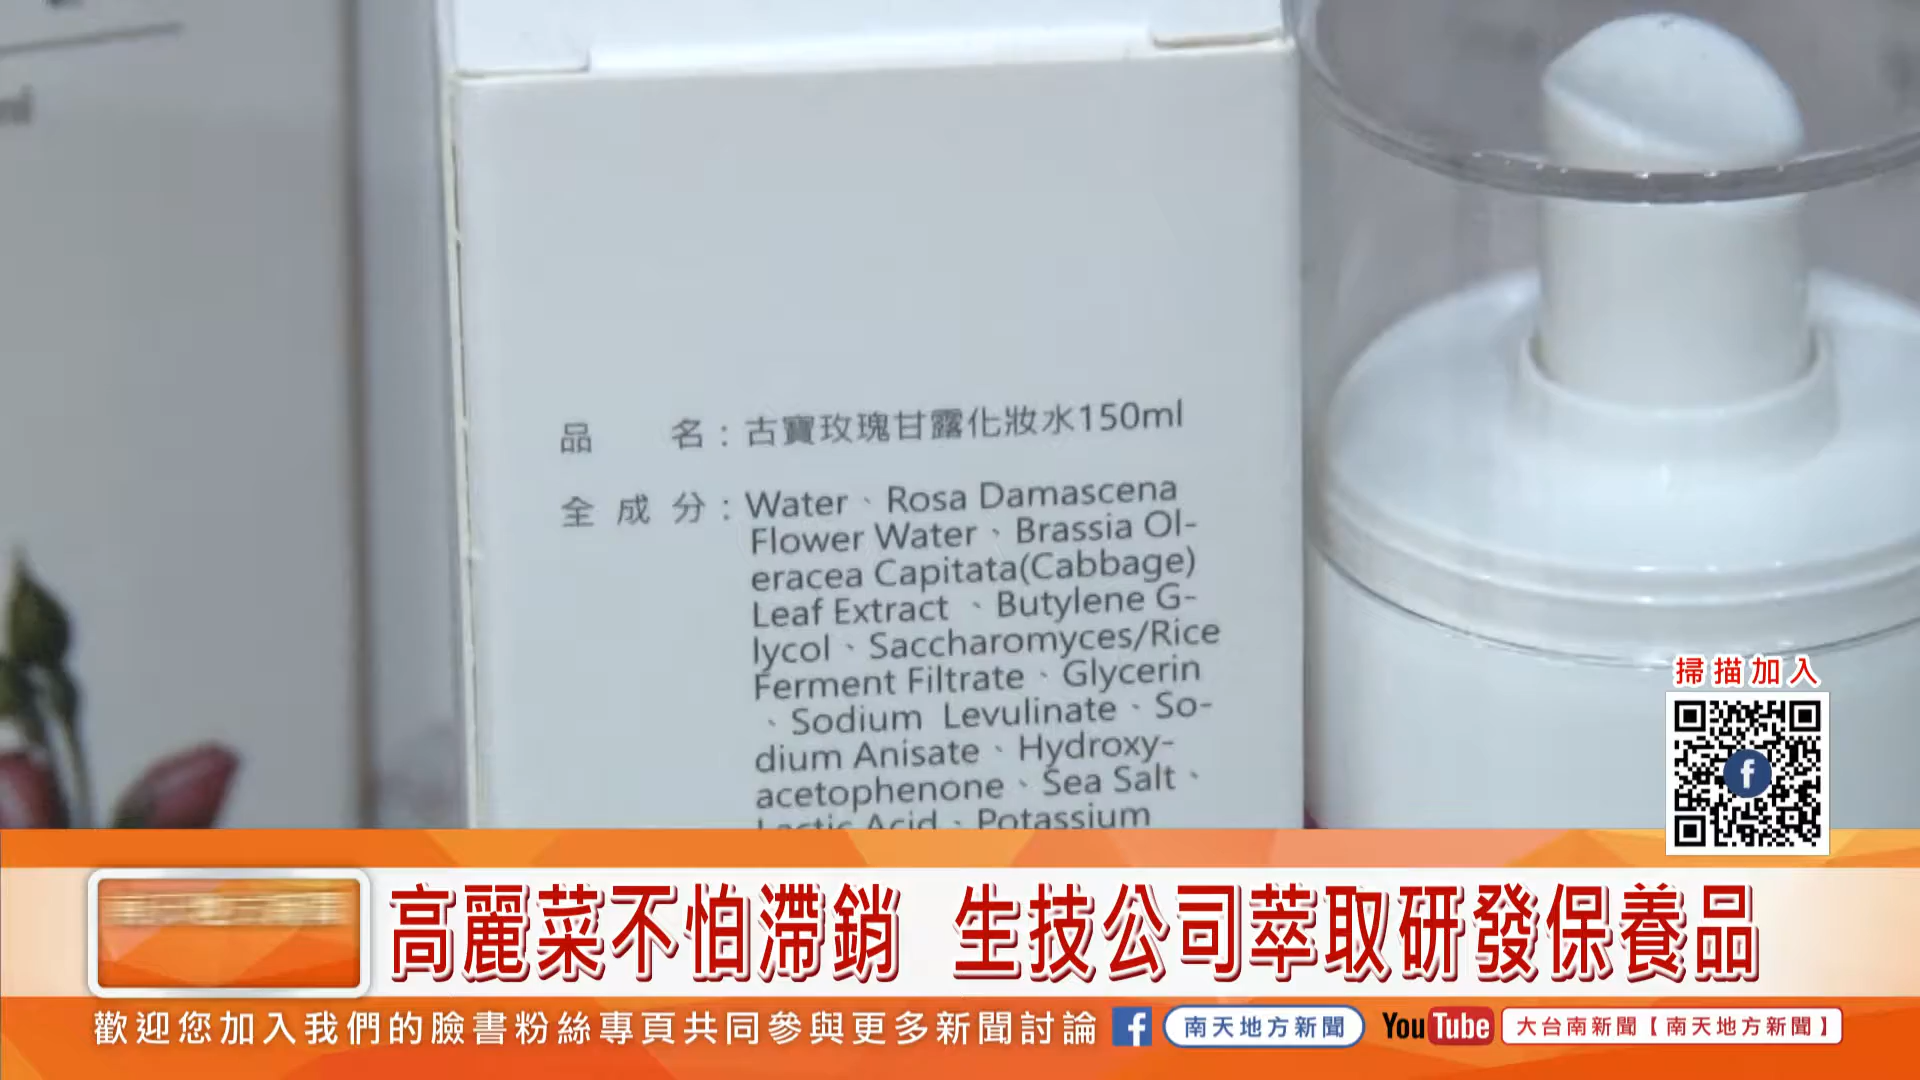 品 名：古寶玫瑰甘露化妝水150ml
全成分：Water、Rosa Damascena
Flower Water、Brassia Ol-
eracea Capitata(Cabbage)
Leaf Extract、Butylene G-
lycol、Saccharomyces/Rice
Ferment Filtrate、Glycerin
、Sodium Levulinate、So-
dium Anisate、Hydroxy-
acetophenone、Sea Salt、
Lactic Acid、Potassium
掃描加入
高麗菜不怕滯銷 生技公司萃取研發保養品
歡迎您加入我們的臉書粉絲專頁共同參與更多新聞討論 f 南天地方新聞 YouTube 大台南新聞【南天地方新聞】